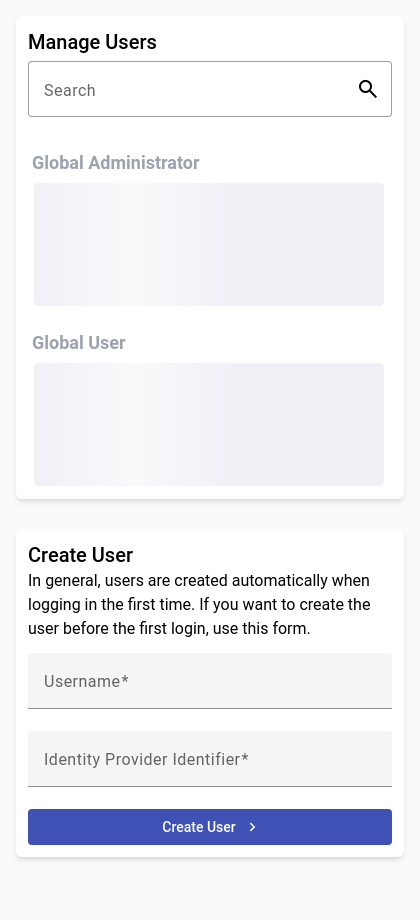 Manage Users
Search
Global Administrator
Global User
Create User
In general, users are created automatically when
logging in the first time. If you want to create the
user before the first login, use this form.
Username*
Identity Provider Identifier*
Create User